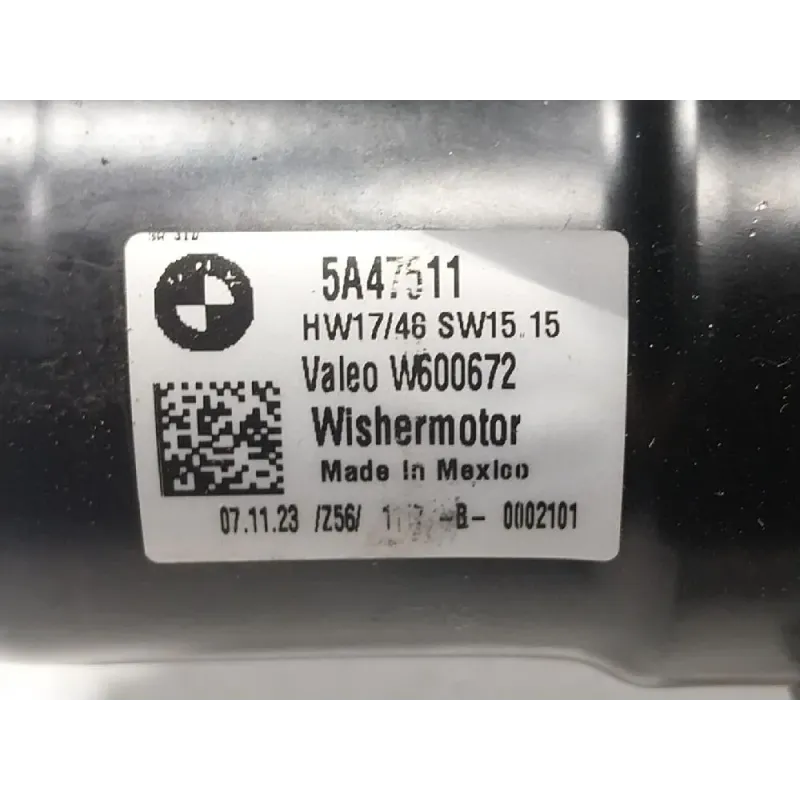 5A47511
HW17/46 SW15.15
Valeo W600672
Wishermotor
Made in Mexico
07.11.23 /Z56/ -B- 0002101